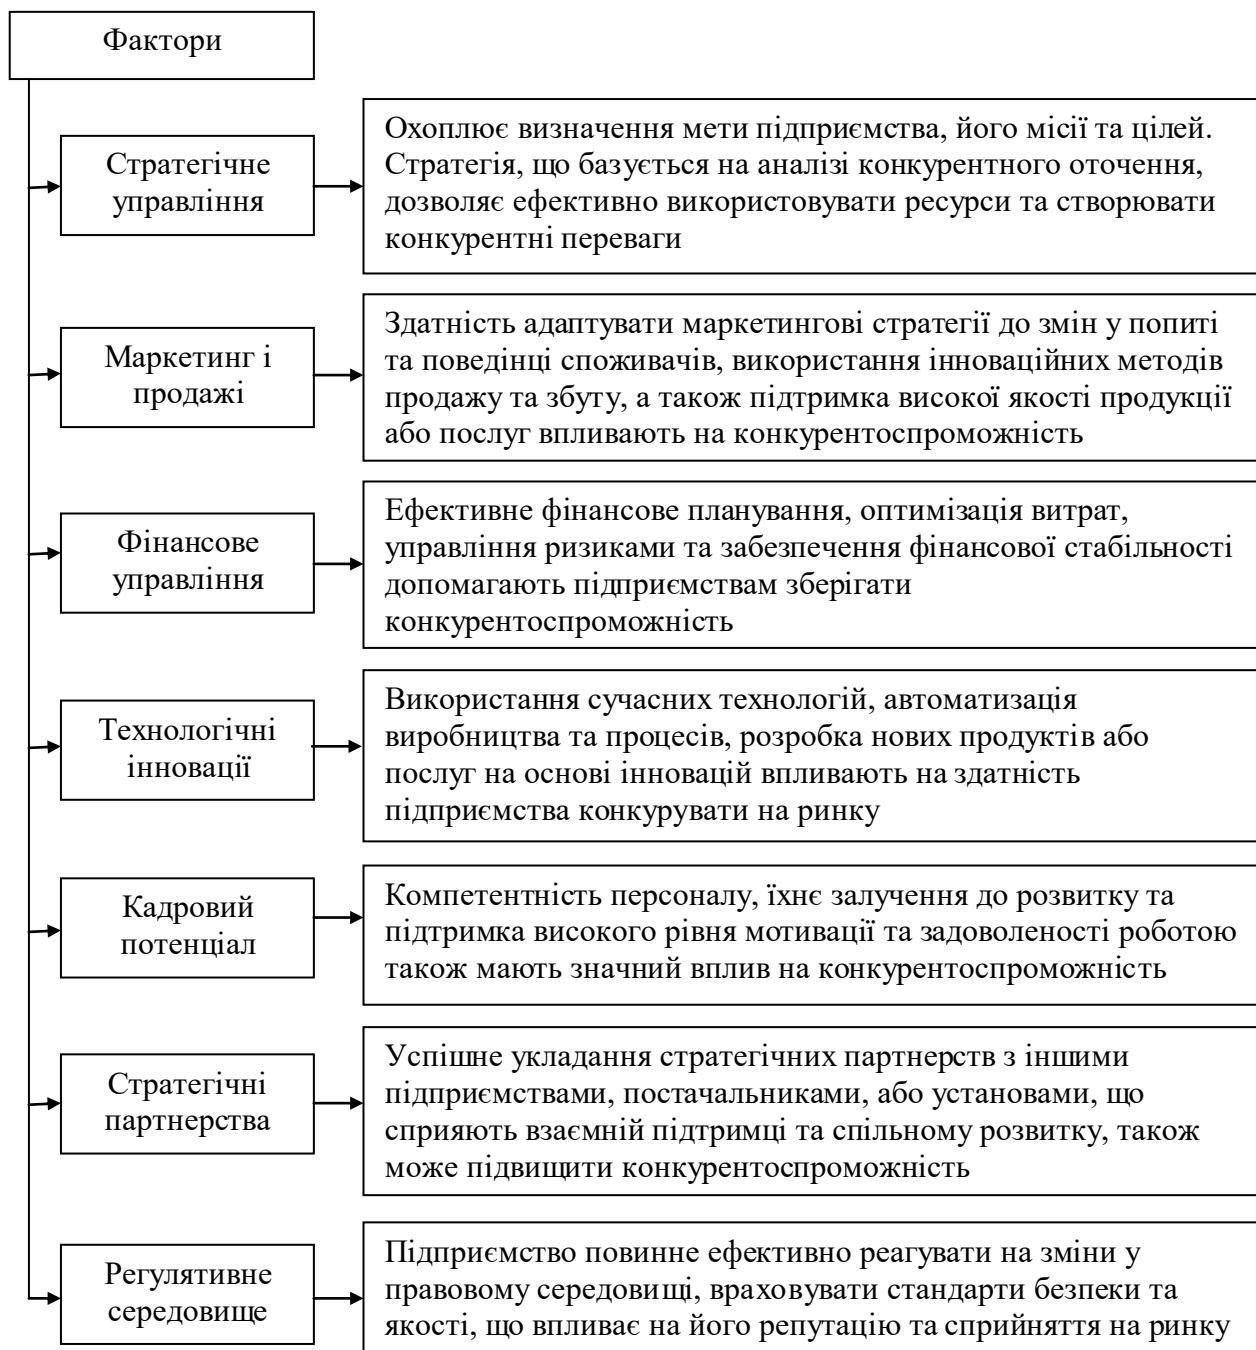 Фактори
Стратегічне
управління
Охоплює визначення мети підприємства, його місії та цілей.
Стратегія, що базується на аналізі конкурентного оточення,
дозволяє ефективно використовувати ресурси та створювати
конкурентні переваги
Маркетинг і
продажі
Здатність адаптувати маркетингові стратегії до змін у попиті
та поведінці споживачів, використання інноваційних методів
продажу та збуту, а також підтримка високої якості продукції
або послуг впливають на конкурентоспроможність
Фінансове
управління
Ефективне фінансове планування, оптимізація витрат,
управління ризиками та забезпечення фінансової стабільності
допомагають підприємствам зберігати
конкурентоспроможність
Технологічні
інновації
Використання сучасних технологій, автоматизація
виробництва та процесів, розробка нових продуктів або
послуг на основі інновацій впливають на здатність
підприємства конкурувати на ринку
Кадровий
потенціал
Компетентність персоналу, їхнє залучення до розвитку та
підтримка високого рівня мотивації та задоволеності роботою
також мають значний вплив на конкурентоспроможність
Стратегічні
партнерства
Успішне укладання стратегічних партнерств з іншими
підприємствами, постачальниками, або установами, що
сприяють взаємній підтримці та спільному розвитку, також
може підвищити конкурентоспроможність
Регулятивне
середовище
Підприємство повинне ефективно реагувати на зміни у
правовому середовищі, враховувати стандарти безпеки та
якості, що впливає на його репутацію та сприйняття на ринку